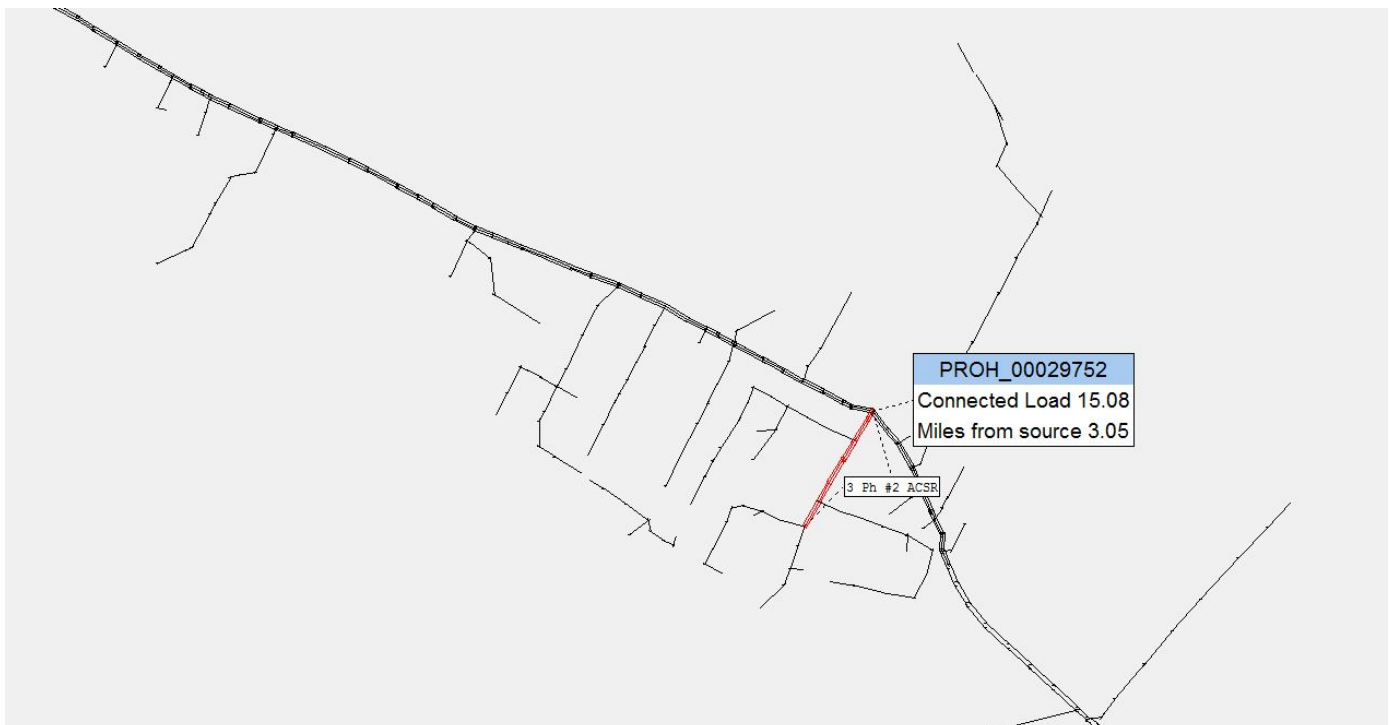 PROH_00029752
Connected Load 15.08
Miles from source 3.05
3 Ph #2 ACSR